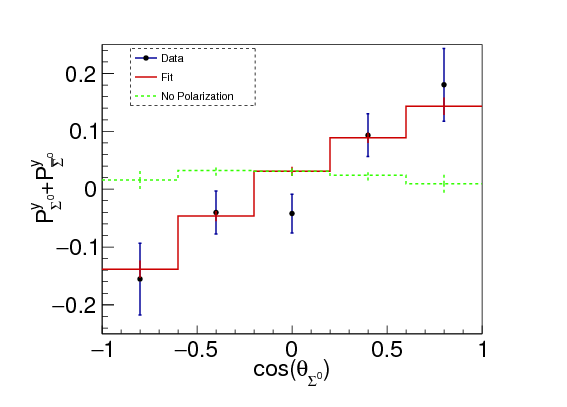 Data
Fit
No Polarization
0.2
0.1
0
−0.1
−0.2
P^y_Σ⁰+P^y_Σ̄⁰
−1
−0.5
0
0.5
1
cos(θ_Σ⁰)